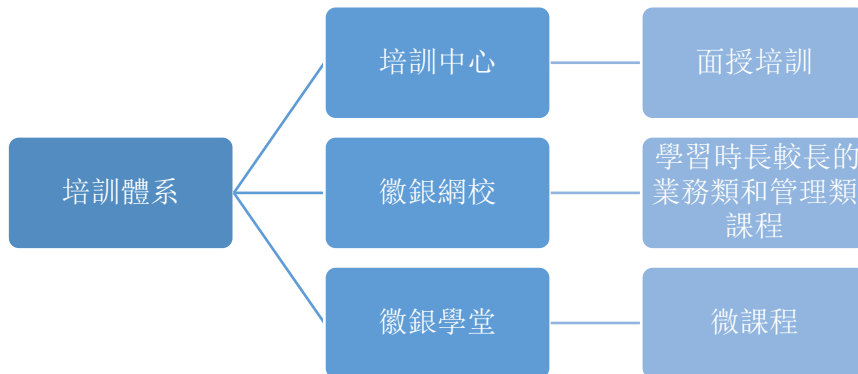 培訓中心
面授培訓
培訓體系
徽銀網校
學習時長較長的
業務類和管理類
課程
徽銀學堂
微課程